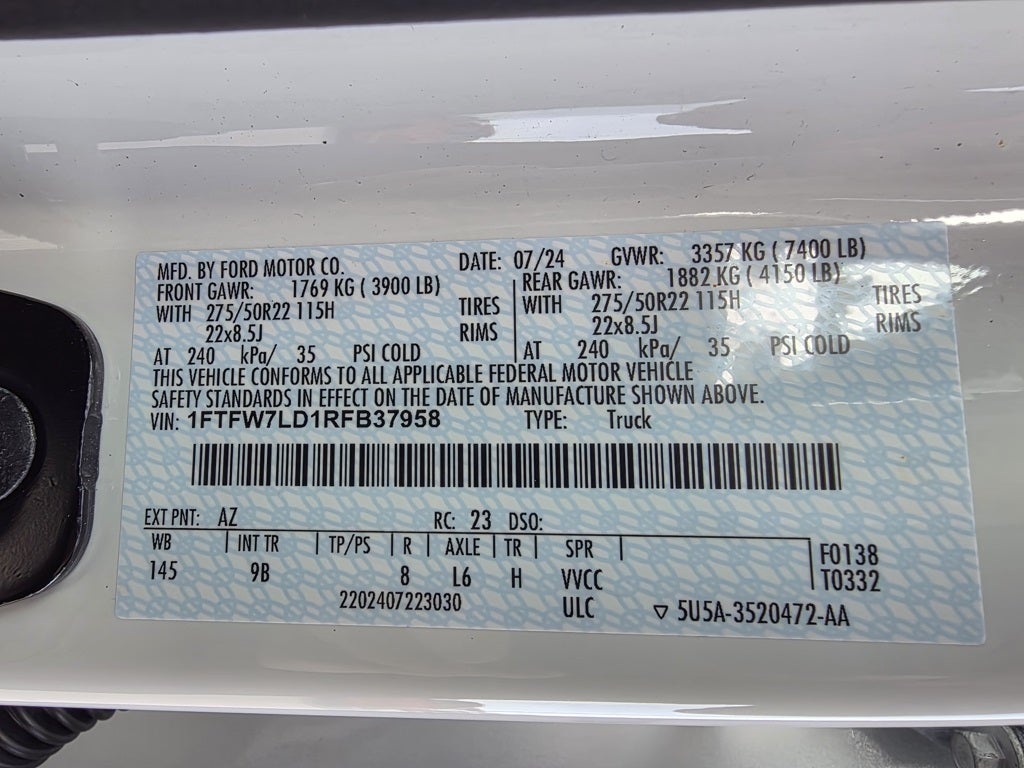 MFD. BY FORD MOTOR CO. DATE: 07/24 GVWR: 3357 KG ( 7400 LB)
FRONT GAWR: 1769 KG ( 3900 LB) REAR GAWR: 1882 KG ( 4150 LB)
WITH 275/50R22 115H TIRES WITH 275/50R22 115H TIRES
22x8.5J RIMS 22x8.5J RIMS
AT 240 kPa/ 35 PSI COLD AT 240 kPa/ 35 PSI COLD
THIS VEHICLE CONFORMS TO ALL APPLICABLE FEDERAL MOTOR VEHICLE
SAFETY STANDARDS IN EFFECT ON THE DATE OF MANUFACTURE SHOWN ABOVE.
VIN: 1FTFW7LD1RFB37958 TYPE: Truck
EXT PNT: AZ RC: 23 DSO:
WB INT TR TP/PS R AXLE TR SPR F0138
145 9B 8 L6 H VVCC T0332
2202407223030 ULC ▽ 5U5A-3520472-AA